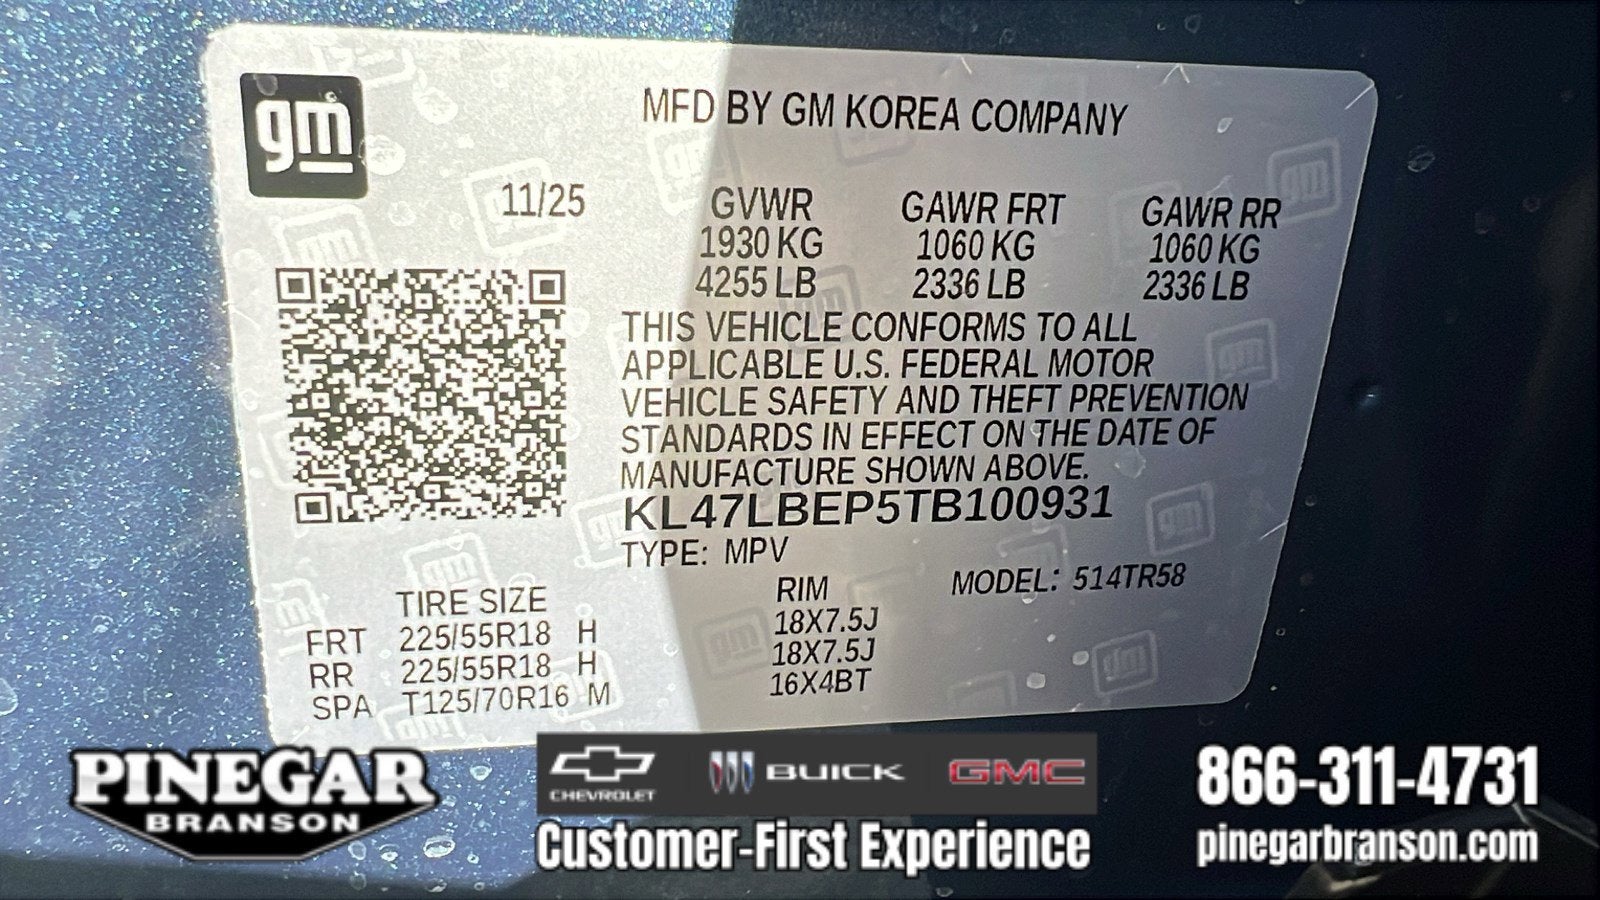 gm
MFD BY GM KOREA COMPANY
11/25
GVWR GAWR FRT GAWR RR
1930 KG 1060 KG 1060 KG
4255 LB 2336 LB 2336 LB
THIS VEHICLE CONFORMS TO ALL
APPLICABLE U.S. FEDERAL MOTOR
VEHICLE SAFETY AND THEFT PREVENTION
STANDARDS IN EFFECT ON THE DATE OF
MANUFACTURE SHOWN ABOVE.
KL47LBEP5TB100931
TYPE: MPV
MODEL: 514TR58
TIRE SIZE RIM
FRT 225/55R18 H 18X7.5J
RR 225/55R18 H 18X7.5J
SPA T125/70R16 M 16X4BT
PINEGAR
BRANSON
CHEVROLET BUICK GMC
Customer-First Experience
866-311-4731
pinegarbranson.com